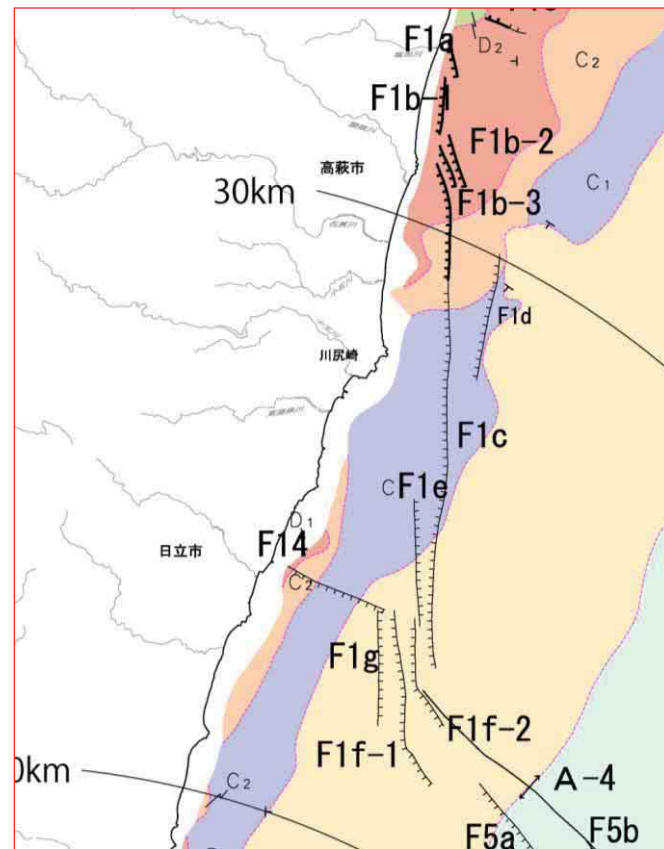 F1a
D2
C2
F1b-1
F1b-2
高萩市
C1
30km
F1b-3
F1d
川尻崎
F1c
C
F1e
D1
F14
日立市
C2
F1g
F1f-2
F1f-1
0km
C2
A-4
F5a
F5b